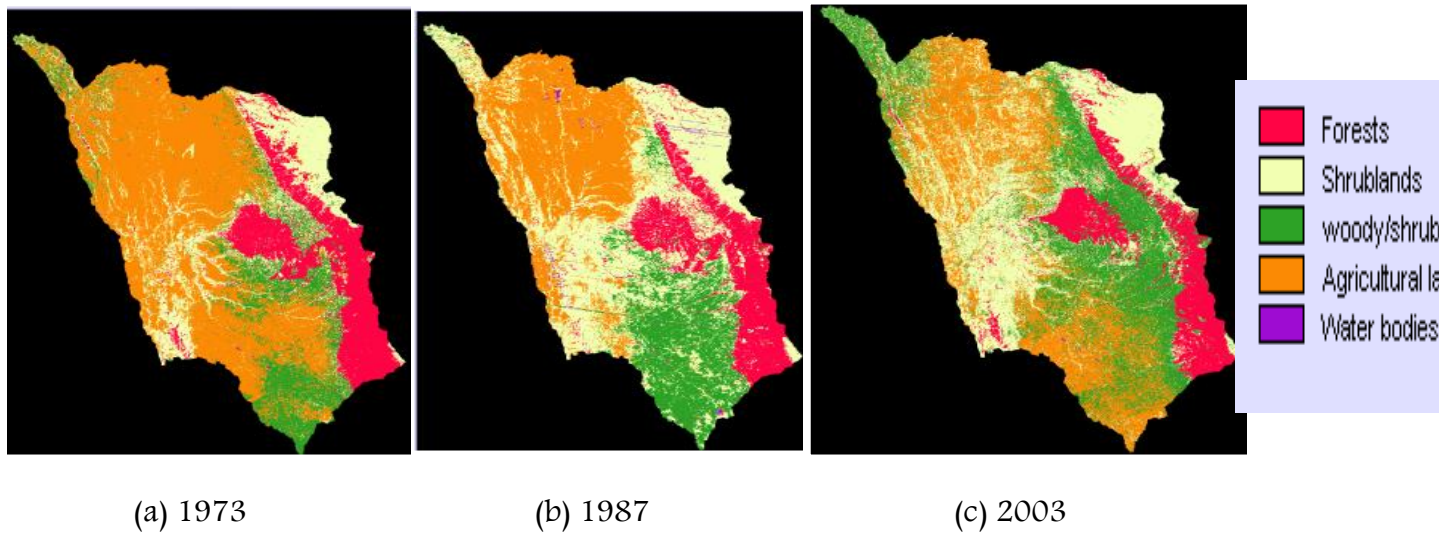 Forests
Shrublands
woody/shrub
Agricultural la
Water bodies
(a) 1973
(b) 1987
(c) 2003